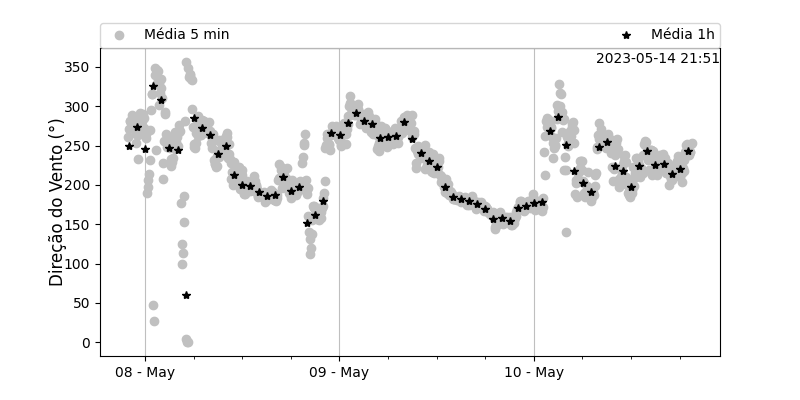 Média 5 min
Média 1h
2023-05-14 21:51
Direção do Vento (°)
350
300
250
200
150
100
50
0
08 - May
09 - May
10 - May